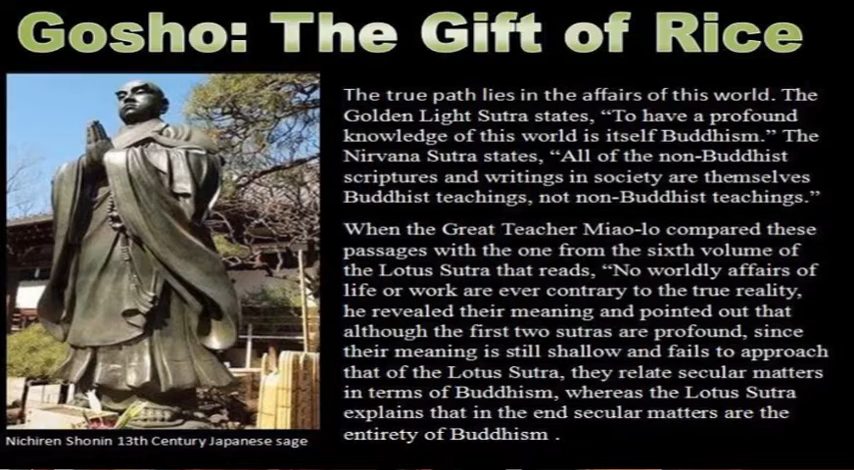 Gosho: The Gift of Rice
The true path lies in the affairs of this world. The
Golden Light Sutra states, “To have a profound
knowledge of this world is itself Buddhism.” The
Nirvana Sutra states, “All of the non-Buddhist
scriptures and writings in society are themselves
Buddhist teachings, not non-Buddhist teachings.”
When the Great Teacher Miao-lo compared these
passages with the one from the sixth volume of
the Lotus Sutra that reads, “No worldly affairs of
life or work are ever contrary to the true reality,
he revealed their meaning and pointed out that
although the first two sutras are profound, since
their meaning is still shallow and fails to approach
that of the Lotus Sutra, they relate secular matters
in terms of Buddhism, whereas the Lotus Sutra
explains that in the end secular matters are the
entirety of Buddhism .
Nichiren Shonin 13th Century Japanese sage